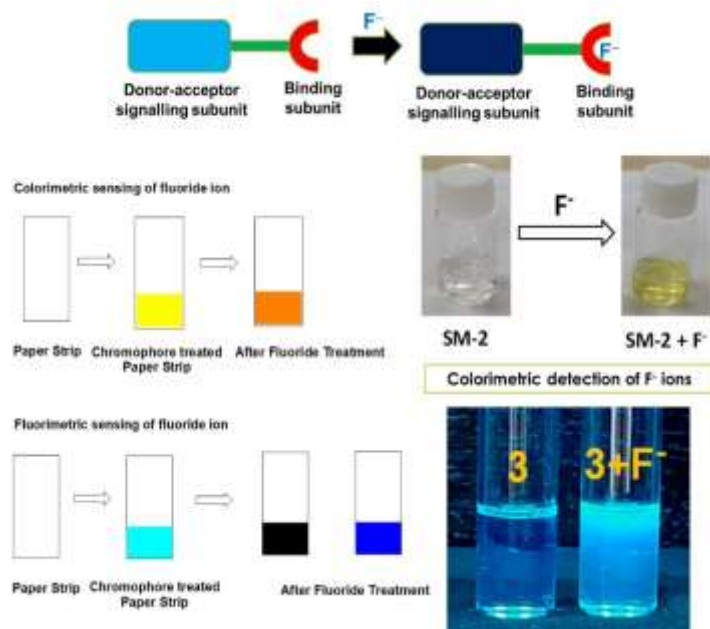 F⁻
F⁻
Donor-acceptor
signalling subunit
Binding
subunit
Donor-acceptor
signalling subunit
Binding
subunit
Colorimetric sensing of fluoride ion
Paper Strip
Chromophore treated
Paper Strip
After Fluoride Treatment
F⁻
SM-2
SM-2 + F⁻
Colorimetric detection of F⁻ ions
Fluorimetric sensing of fluoride ion
Paper Strip
Chromophore treated
Paper Strip
After Fluoride Treatment
3
3+F⁻